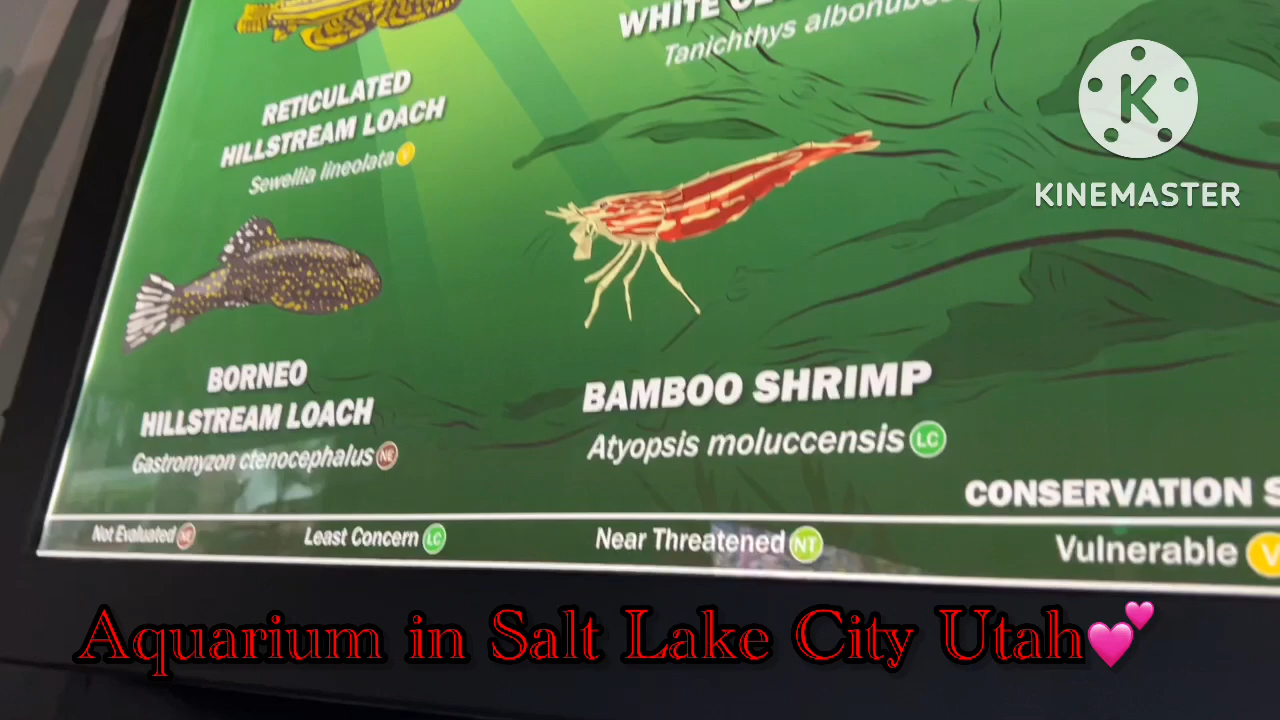 WHITE
Tanichthys albonubes
RETICULATED
HILLSTREAM LOACH
Sewellia lineolata V
K
KINEMASTER
BORNEO
HILLSTREAM LOACH
Gastromyzon ctenocephalus NE
BAMBOO SHRIMP
Atyopsis moluccensis LC
CONSERVATION S
Not Evaluated NE Least Concern LC Near Threatened NT Vulnerable V
Aquarium in Salt Lake City Utah💕